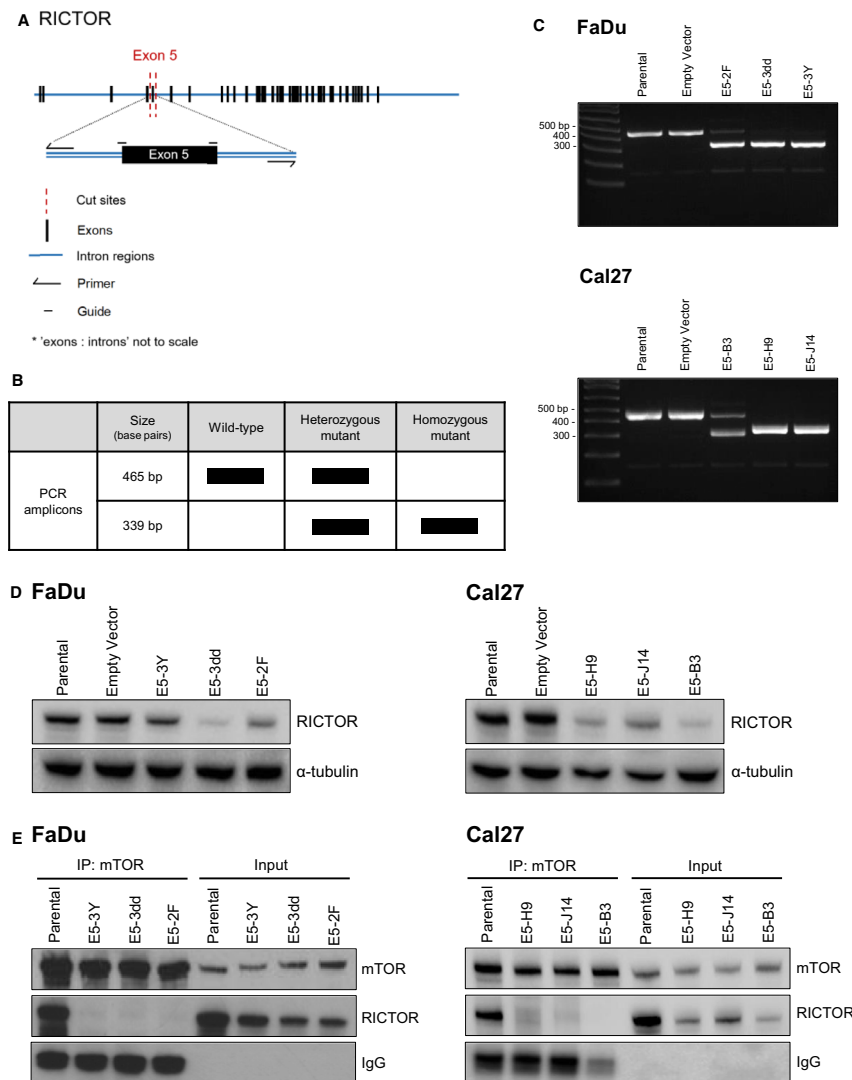 A RICTOR
Exon 5
Exon 5
Cut sites
Exons
Intron regions
Primer
Guide
* 'exons : introns' not to scale
B
Size
(base pairs)
Wild-type
Heterozygous
mutant
Homozygous
mutant
PCR
amplicons
465 bp
339 bp
C FaDu
Parental
Empty Vector
E5-2F
E5-3dd
E5-3Y
500 bp -
400 -
300 -
Cal27
Parental
Empty Vector
E5-B3
E5-H9
E5-J14
500 bp -
400 -
300 -
D FaDu
Parental
Empty Vector
E5-3Y
E5-3dd
E5-2F
RICTOR
α-tubulin
Cal27
Parental
Empty Vector
E5-H9
E5-J14
E5-B3
RICTOR
α-tubulin
E FaDu
IP: mTOR
Input
Parental
E5-3Y
E5-3dd
E5-2F
Parental
E5-3Y
E5-3dd
E5-2F
mTOR
RICTOR
IgG
Cal27
IP: mTOR
Input
Parental
E5-H9
E5-J14
E5-B3
Parental
E5-H9
E5-J14
E5-B3
mTOR
RICTOR
IgG